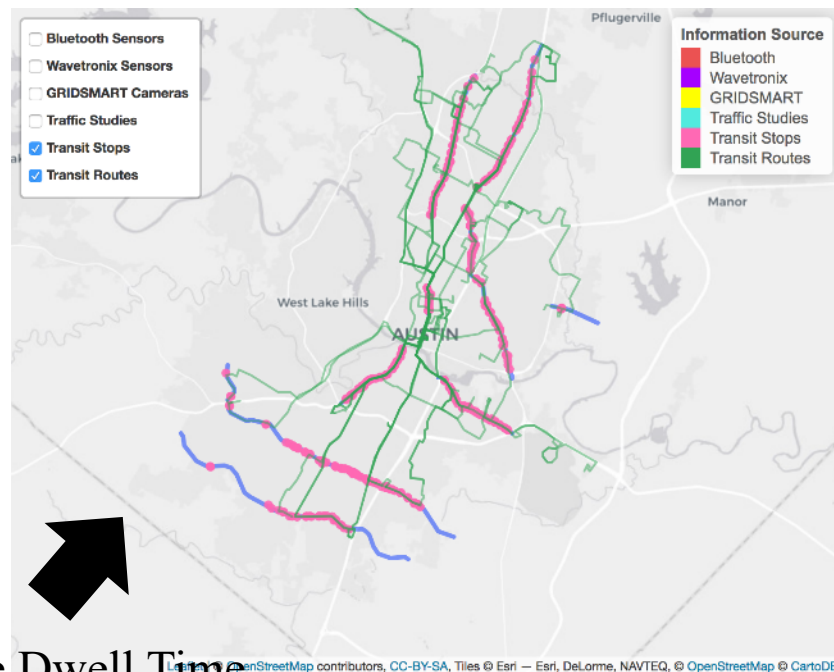 Pflugerville
Bluetooth Sensors
Wavetronix Sensors
GRIDSMART Cameras
Traffic Studies
Transit Stops
Transit Routes
Information Source
Bluetooth
Wavetronix
GRIDSMART
Traffic Studies
Transit Stops
Transit Routes
Manor
West Lake Hills
AUSTIN
Dwell Time
OpenStreetMap contributors, CC-BY-SA, Tiles © Esri — Esri, DeLorme, NAVTEQ, © OpenStreetMap © CartoDB